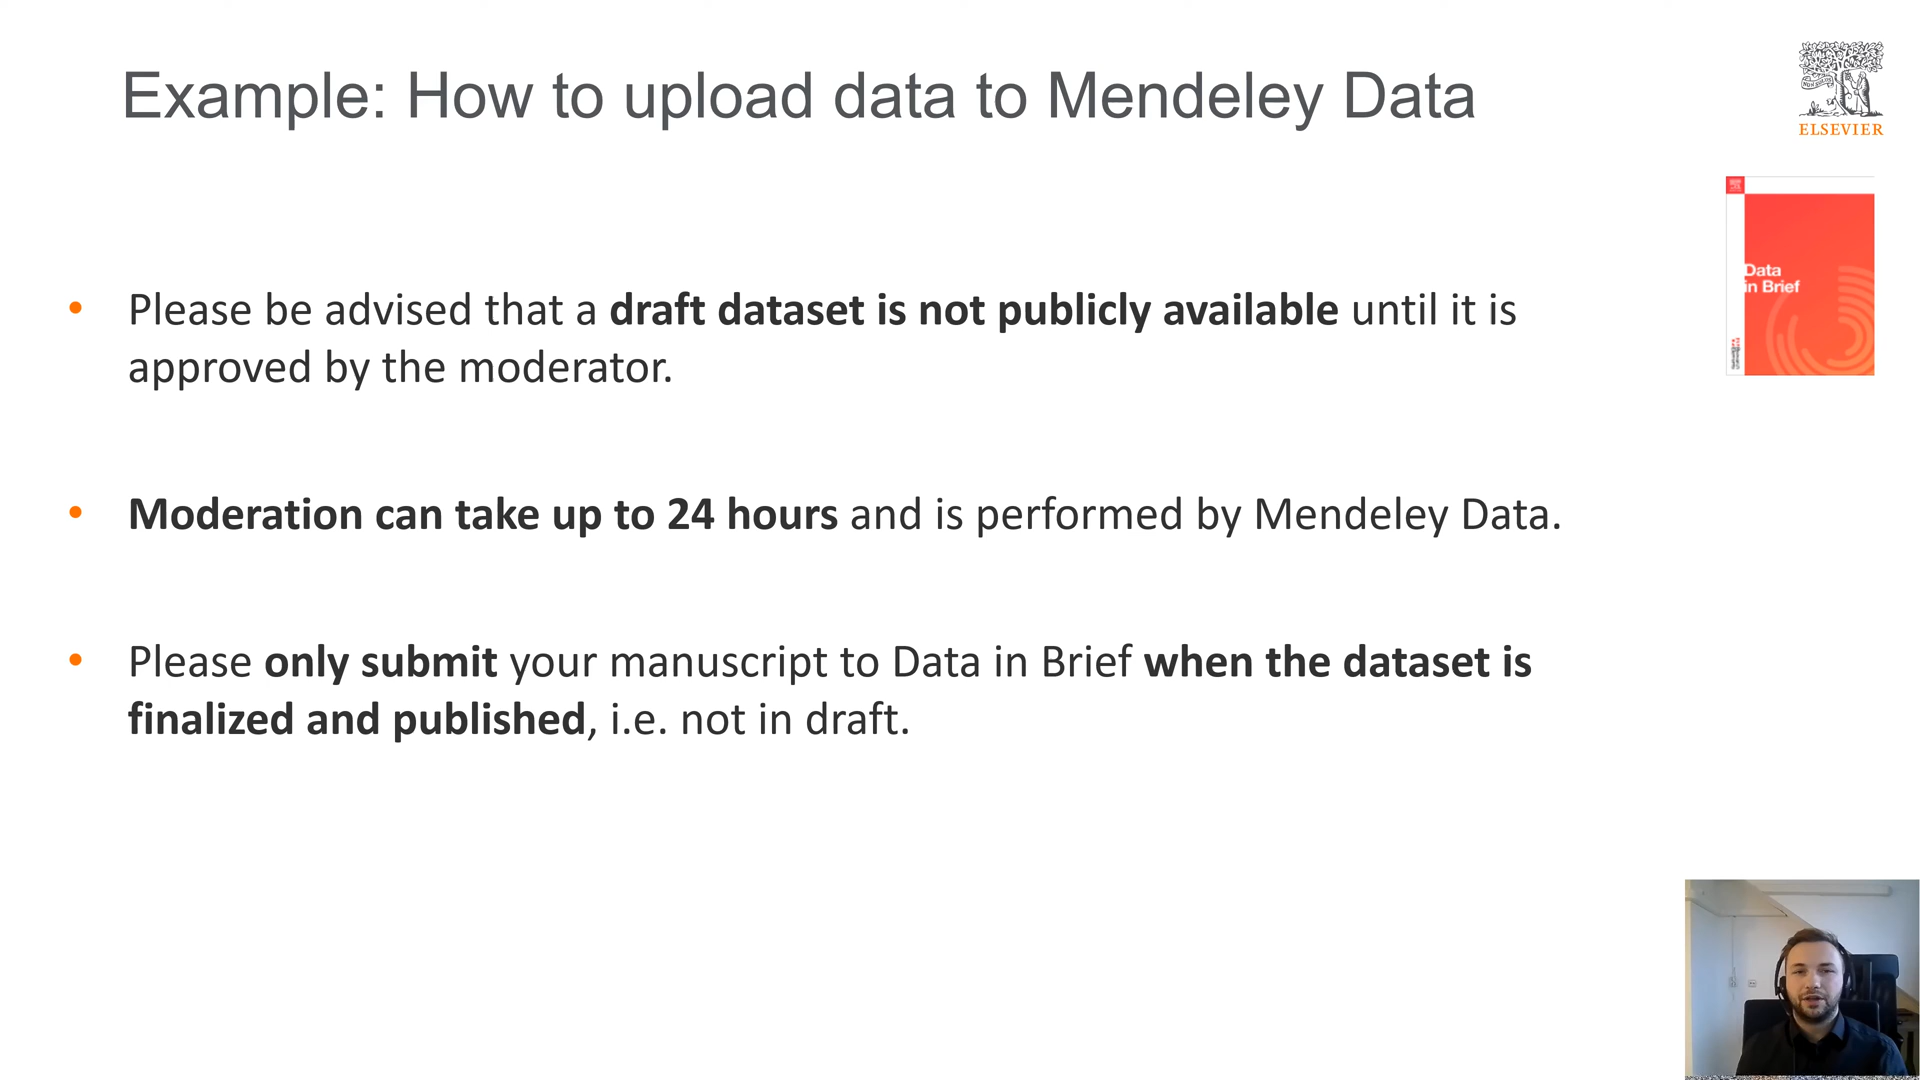 Example: How to upload data to Mendeley Data
ELSEVIER
Data
in Brief
• Please be advised that a draft dataset is not publicly available until it is
approved by the moderator.
• Moderation can take up to 24 hours and is performed by Mendeley Data.
• Please only submit your manuscript to Data in Brief when the dataset is
finalized and published, i.e. not in draft.